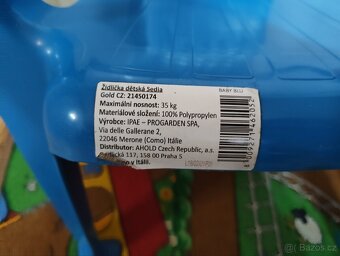 Židlička dětská Sedia
Gold CZ: 21450174
Maximální nosnost: 35 kg
Materiálové složení: 100% Polypropylen
Výrobce: IPAE – PROGARDEN SPA,
Via delle Gallerane 2,
22046 Merone (Como) Itálie
Distributor: AHOLD Czech Republic, a.s.
117, 158 00 Praha 5
v Itálii.
BABY BLU
bazoš.cz